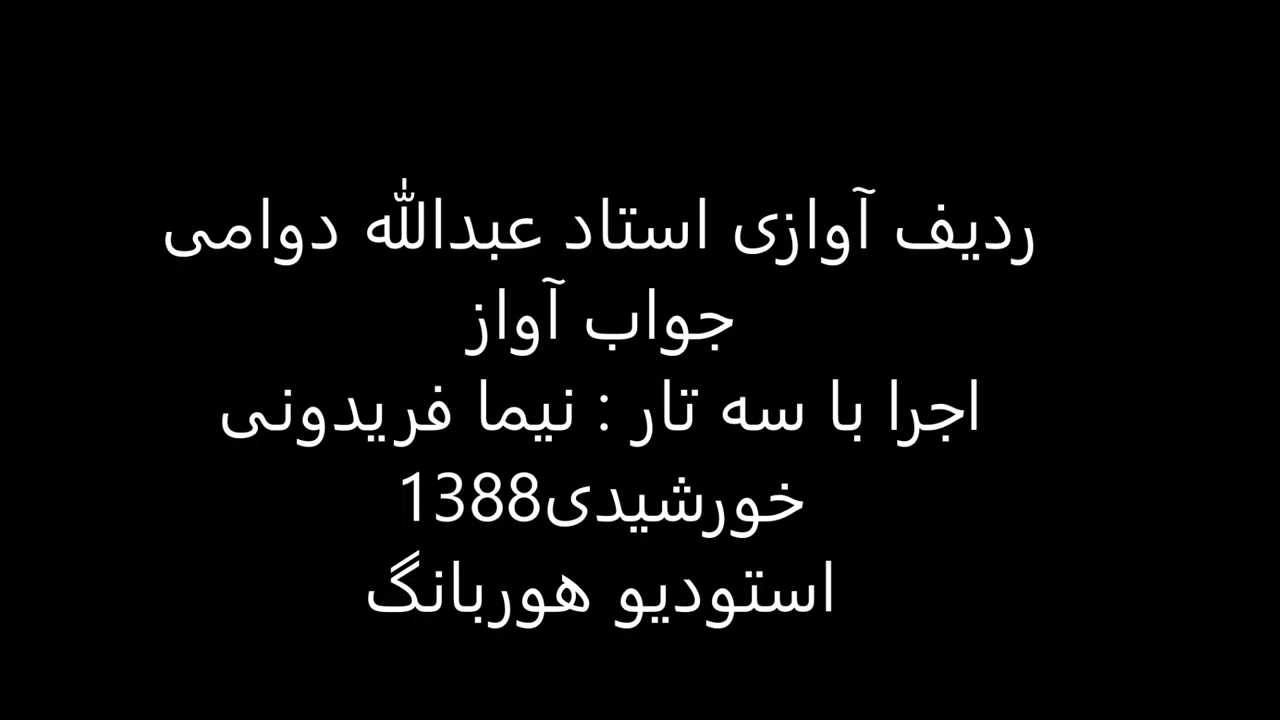 ردیف آوازی استاد عبدالله دوامی
جواب آواز
اجرا با سه تار : نیما فریدونی
خورشیدی1388
استودیو هوربانگ